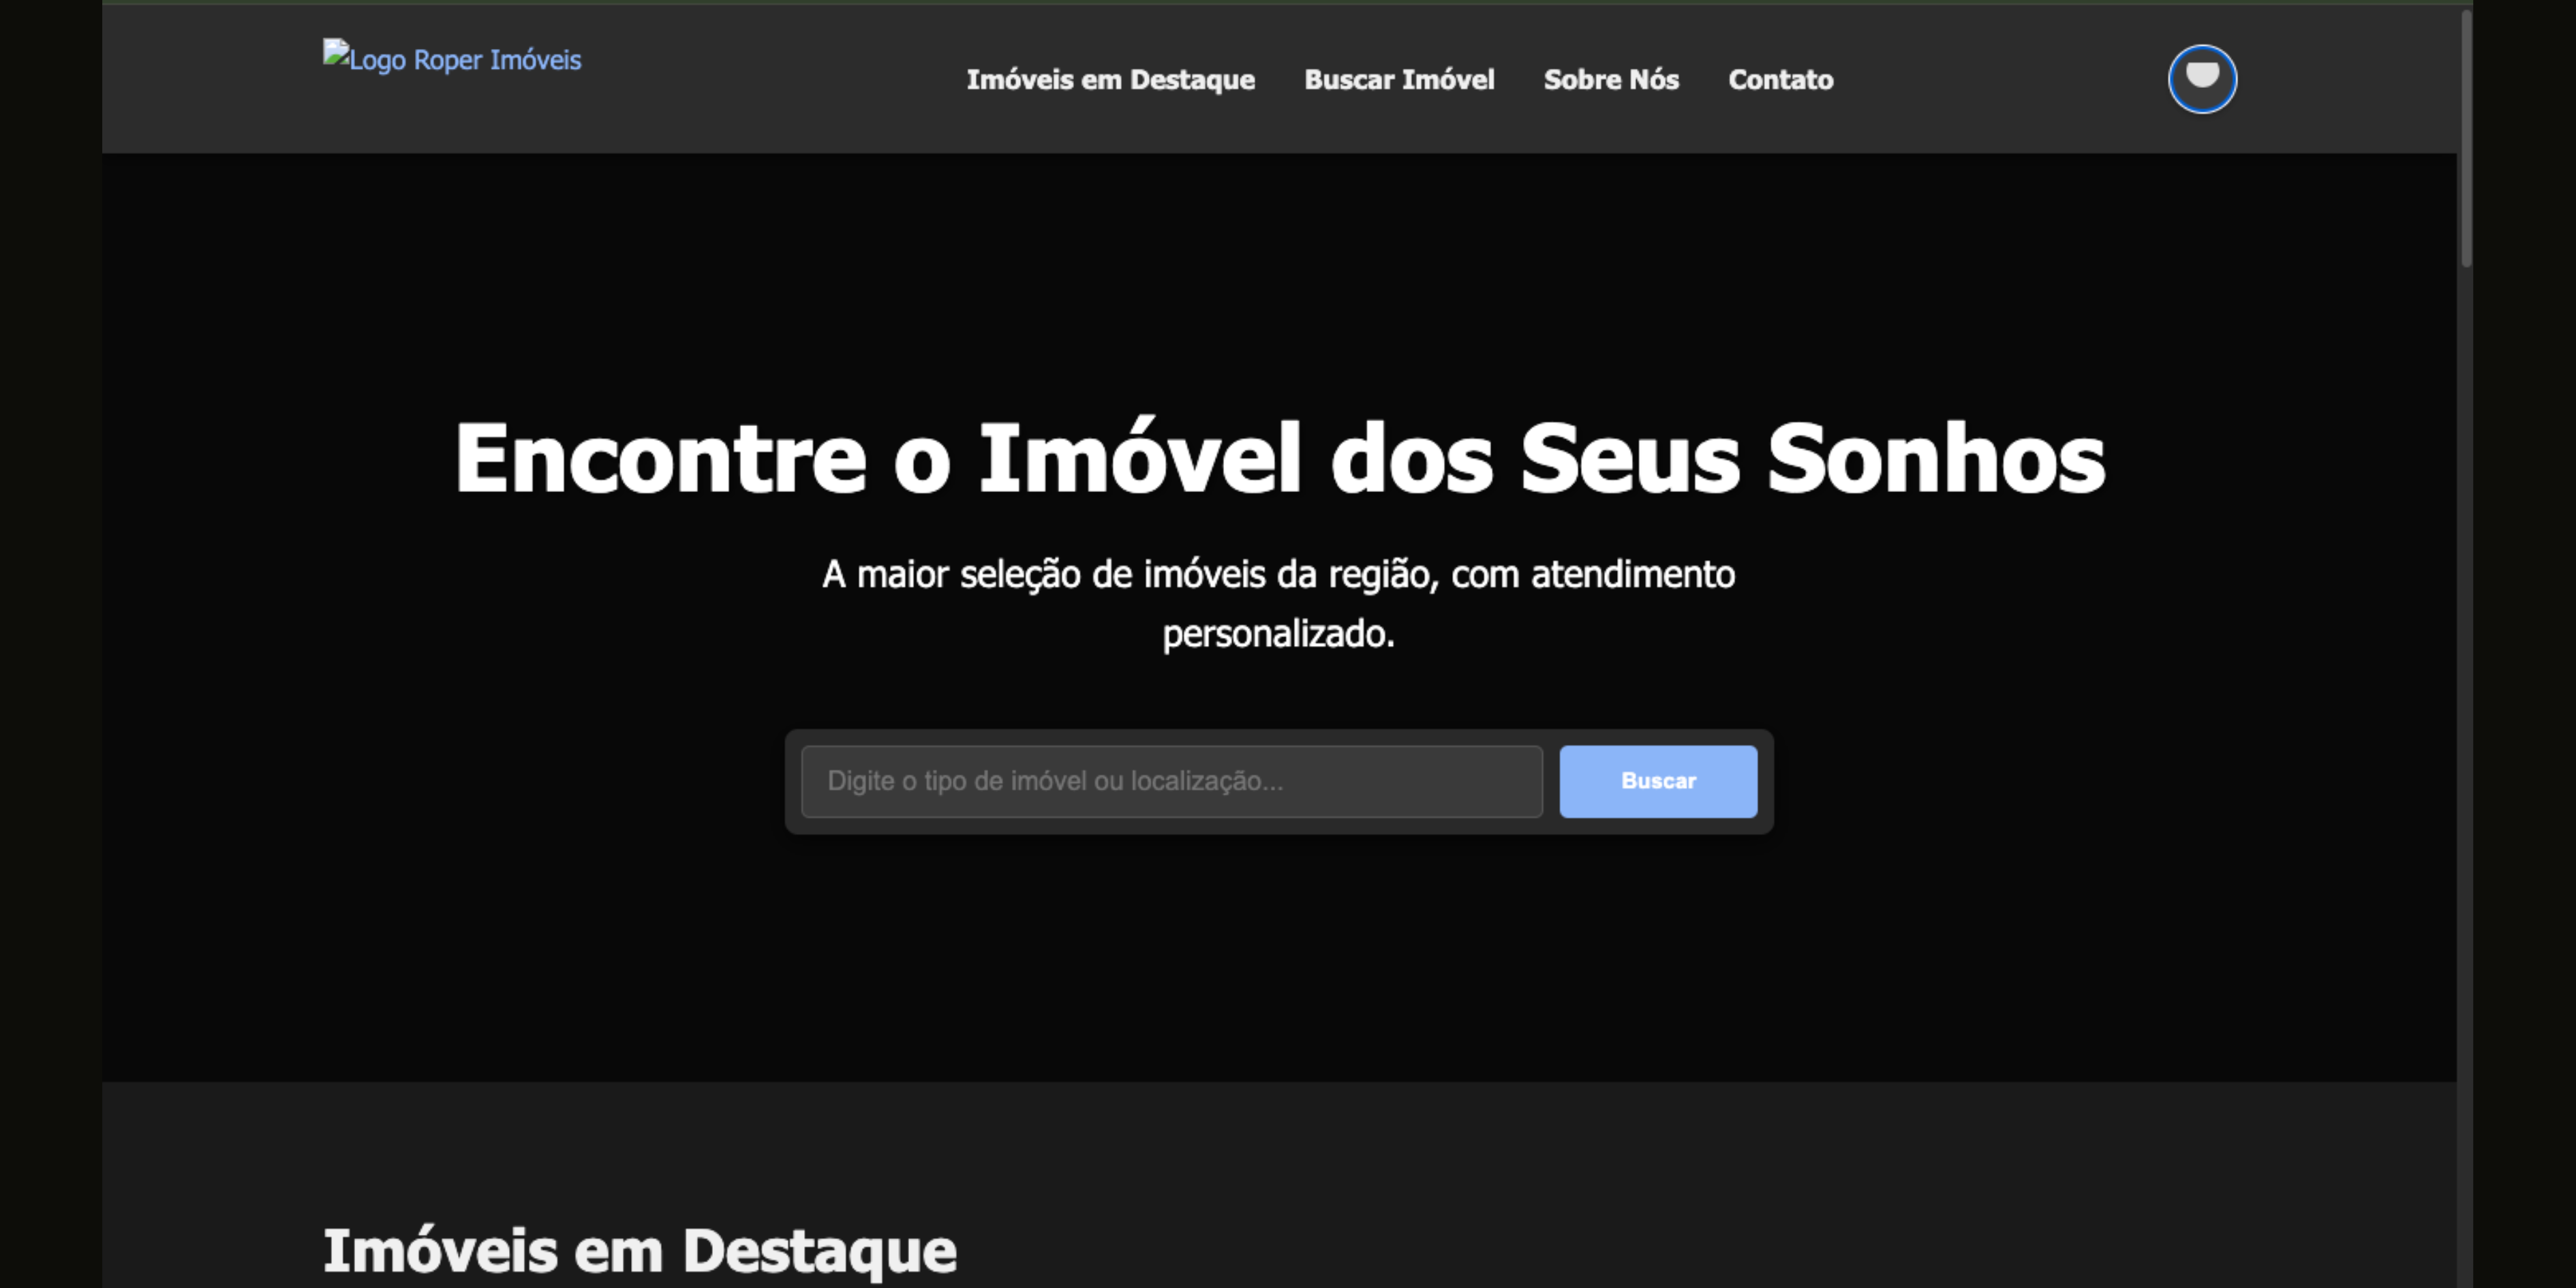 Logo Roper Imóveis
Imóveis em Destaque
Buscar Imóvel
Sobre Nós
Contato
Encontre o Imóvel dos Seus Sonhos
A maior seleção de imóveis da região, com atendimento
personalizado.
Digite o tipo de imóvel ou localização...
Buscar
Imóveis em Destaque